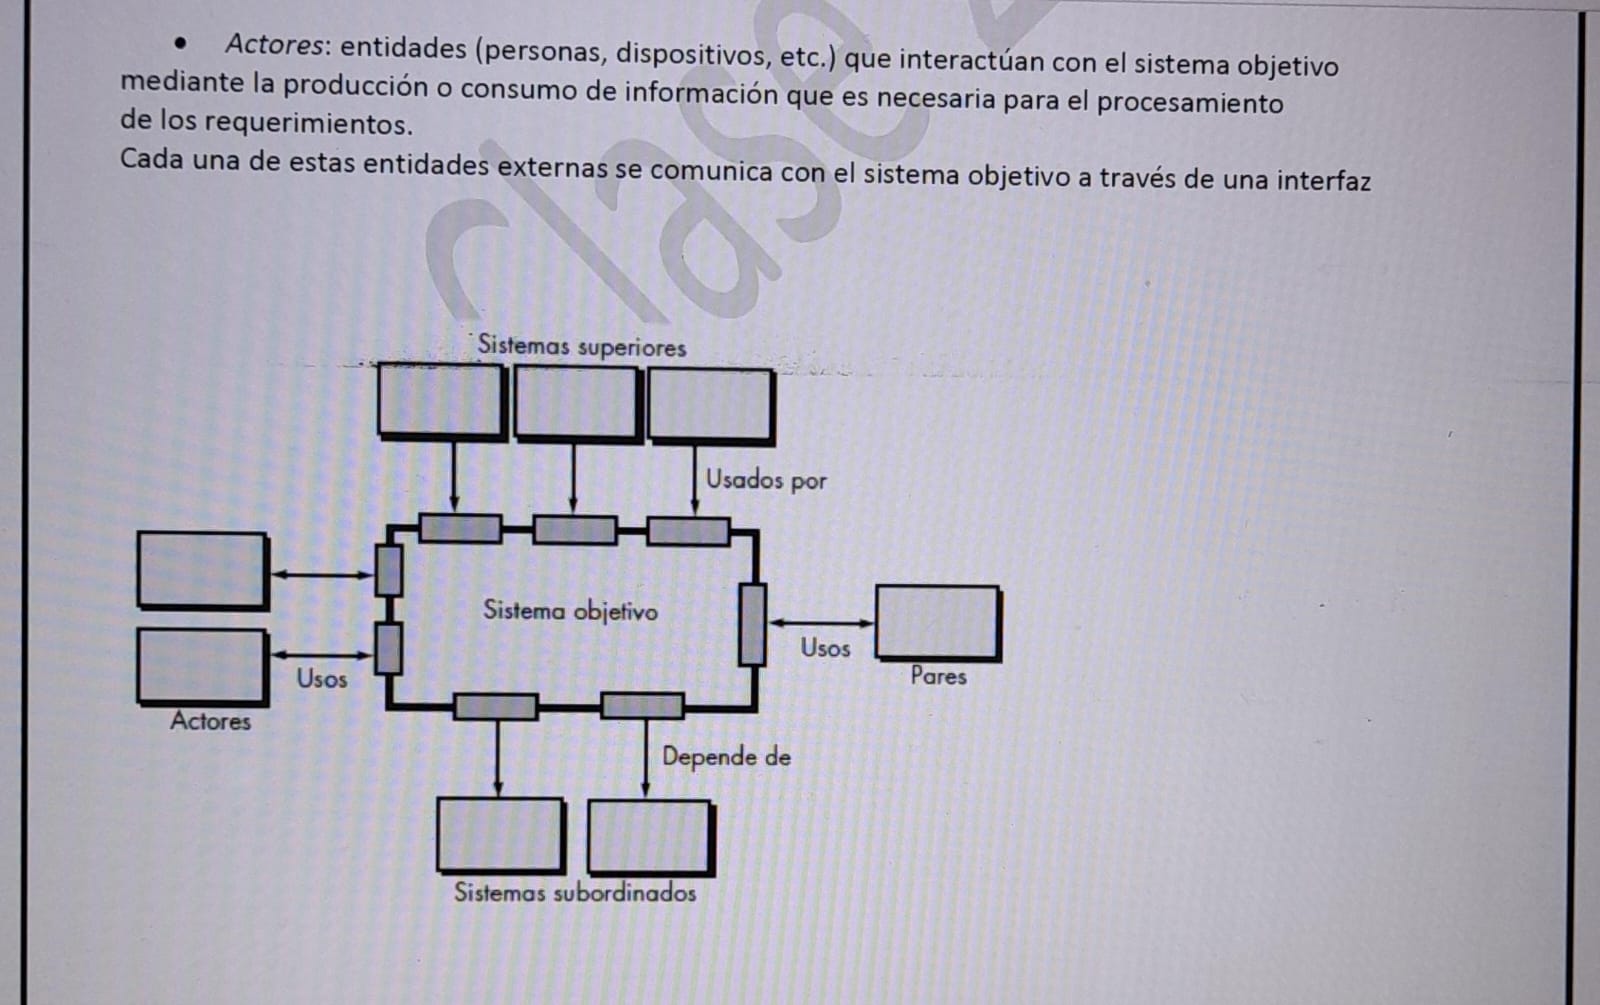 • Actores: entidades (personas, dispositivos, etc.) que interactúan con el sistema objetivo
mediante la producción o consumo de información que es necesaria para el procesamiento
de los requerimientos.
Cada una de estas entidades externas se comunica con el sistema objetivo a través de una interfaz
clase 2
Sistemas superiores
Usados por
Sistema objetivo
Usos
Pares
Usos
Actores
Depende de
Sistemas subordinados